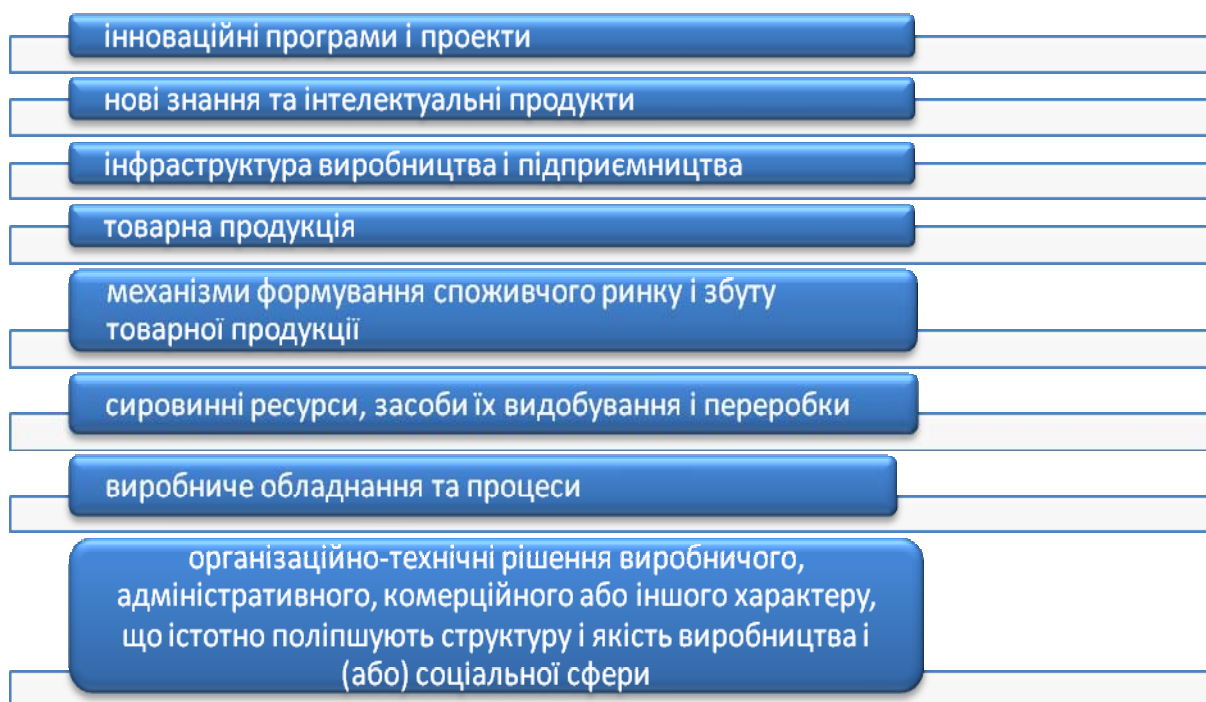 інноваційні програми і проекти
нові знання та інтелектуальні продукти
інфраструктура виробництва і підприємництва
товарна продукція
механізми формування споживчого ринку і збуту
товарної продукції
сировинні ресурси, засоби їх видобування і переробки
виробниче обладнання та процеси
організаційно-технічні рішення виробничого,
адміністративного, комерційного або іншого характеру,
що істотно поліпшують структуру і якість виробництва і
(або) соціальної сфери